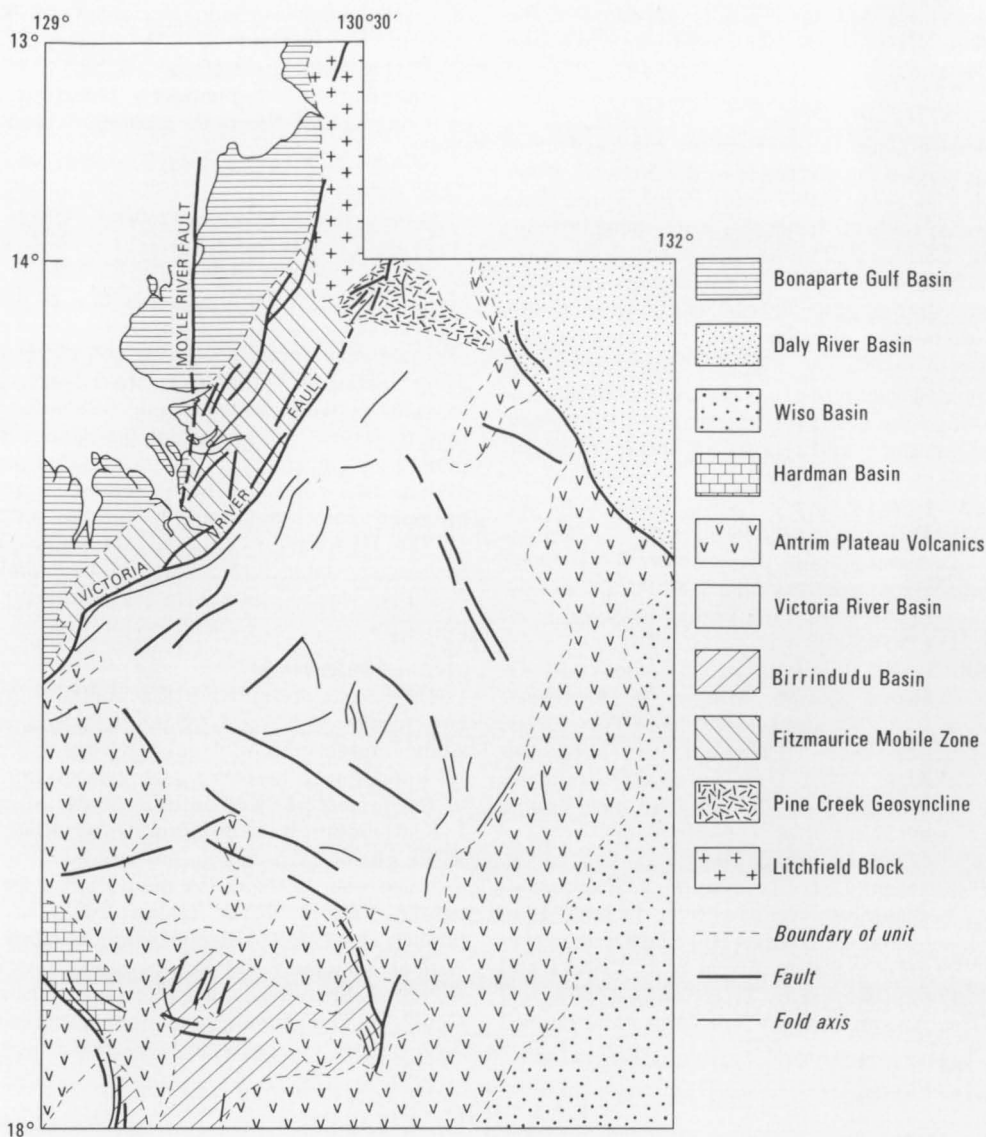 129°
130°30′
13°
MOYLE RIVER FAULT
14°
132°
VICTORIA RIVER FAULT
18°
Bonaparte Gulf Basin
Daly River Basin
Wiso Basin
Hardman Basin
Antrim Plateau Volcanics
Victoria River Basin
Birrindudu Basin
Fitzmaurice Mobile Zone
Pine Creek Geosyncline
Litchfield Block
Boundary of unit
Fault
Fold axis